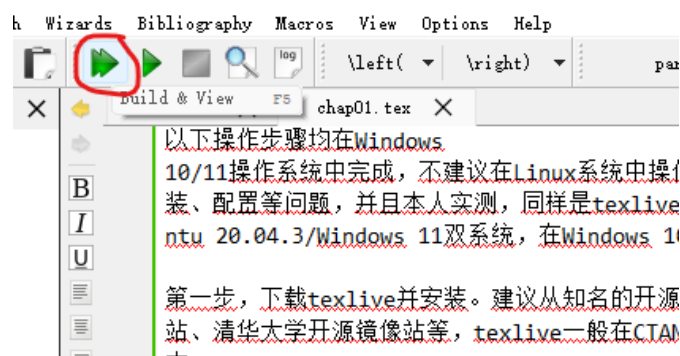 h Wizards Bibliography Macros View Options Help
log \left( \right) par
Build & View F5 chap01.tex
以下操作步骤均在Windows
B 10/11操作系统中完成，不建议在Linux系统中操作
I 装、配置等问题，并且本人实测，同样是texlive
U ntu 20.04.3/Windows 11双系统，在Windows 10
第一步，下载texlive并安装。建议从知名的开源
站、清华大学开源镜像站等，texlive一般在CTAN